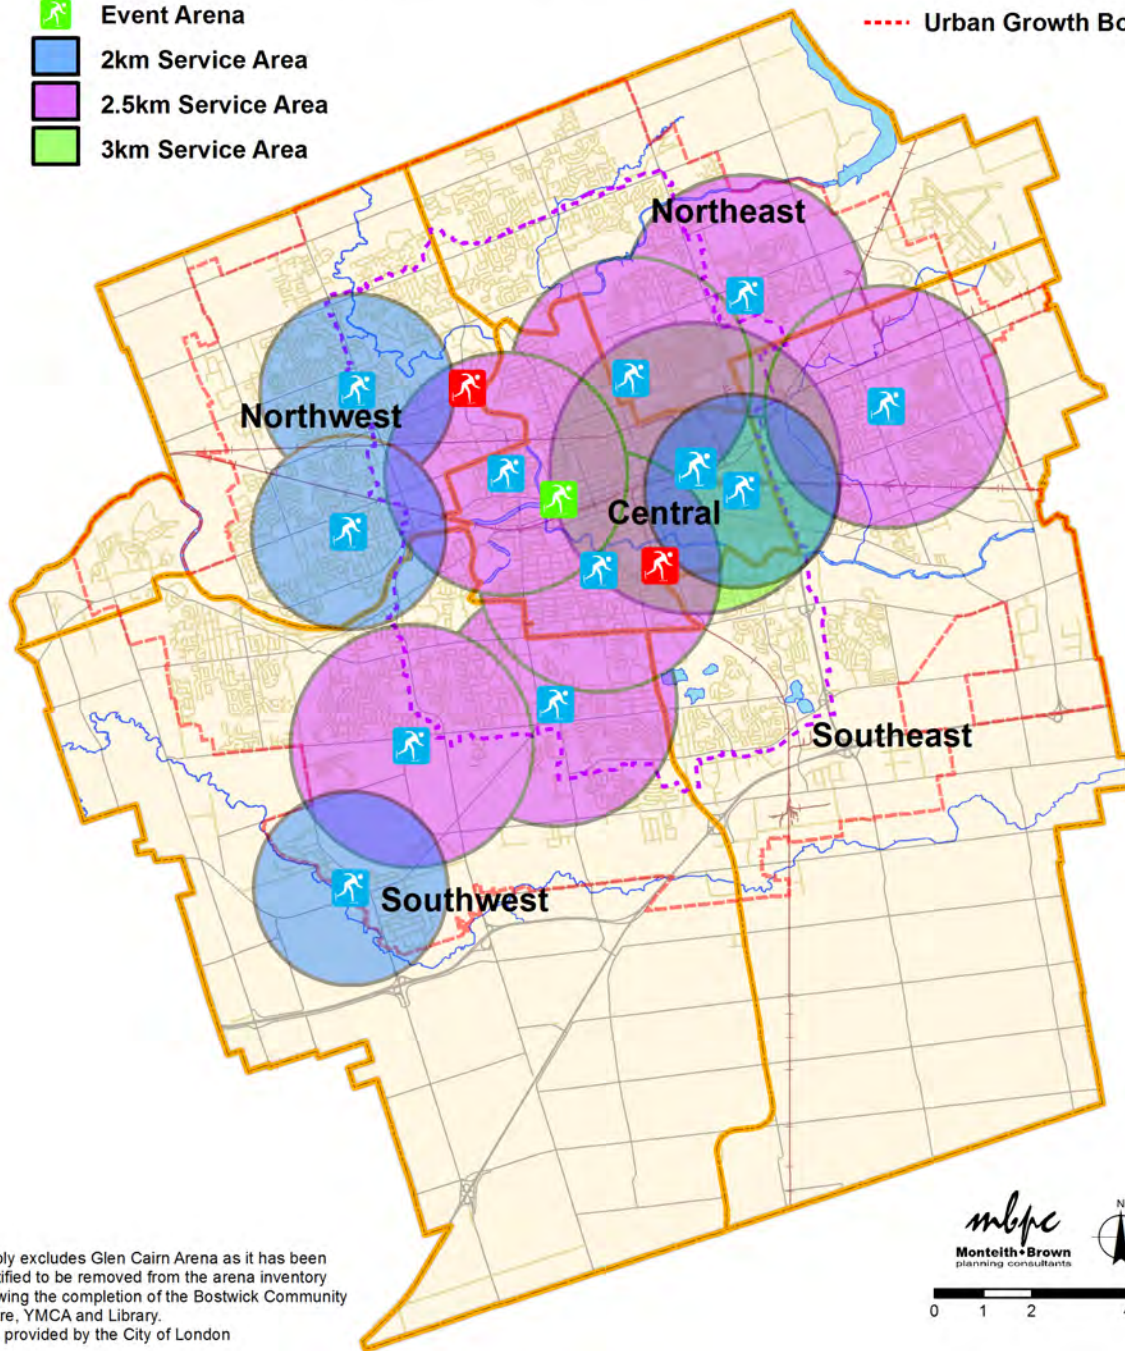 Event Arena
2km Service Area
2.5km Service Area
3km Service Area
Urban Growth Bo
Northeast
Northwest
Central
Southeast
Southwest
ply excludes Glen Cairn Arena as it has been
tified to be removed from the arena inventory
wing the completion of the Bostwick Community
re, YMCA and Library.
provided by the City of London
mbpc
Monteith•Brown
planning consultants
N
0 1 2 4